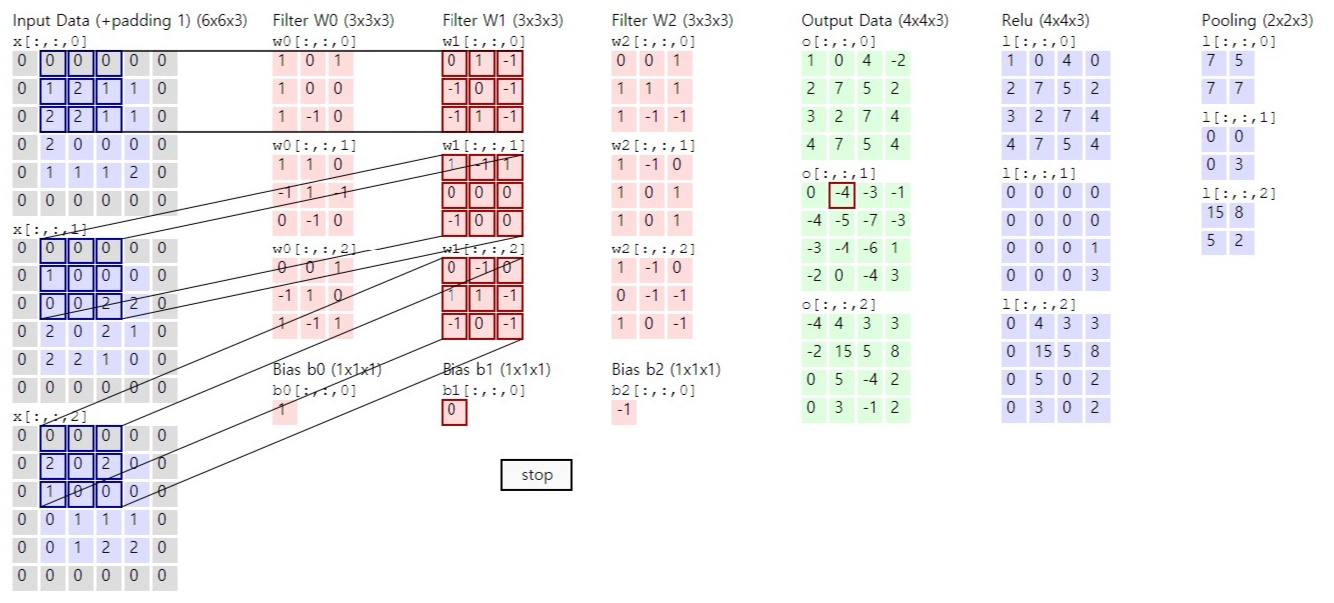 Input Data (+padding 1) (6x6x3)
x[:,:,0]
0 0 0 0 0 0
0 1 2 1 1 0
0 2 2 1 1 0
0 2 0 0 0 0
0 1 1 1 2 0
0 0 0 0 0 0
x[:,:,1]
0 0 0 0 0 0
0 1 0 0 0 0
0 0 0 2 2 0
0 2 0 2 1 0
0 2 2 1 0 0
0 0 0 0 0 0
x[:,:,2]
0 0 0 0 0 0
0 2 0 2 0 0
0 1 0 0 0 0
0 0 1 1 1 0
0 0 1 2 2 0
0 0 0 0 0 0
Filter W0 (3x3x3)
w0[:,:,0]
1 0 1
1 0 0
1 -1 0
w0[:,:,1]
1 1 0
-1 1 -1
0 -1 0
w0[:,:,2]
0 0 1
-1 1 0
1 -1 1
Bias b0 (1x1x1)
b0[:,:,0]
1
Filter W1 (3x3x3)
w1[:,:,0]
0 1 -1
-1 0 -1
-1 1 -1
w1[:,:,1]
1 -1 1
0 0 0
-1 0 0
w1[:,:,2]
0 -1 0
1 1 -1
-1 0 -1
Bias b1 (1x1x1)
b1[:,:,0]
0
Filter W2 (3x3x3)
w2[:,:,0]
0 0 1
1 1 1
1 -1 -1
w2[:,:,1]
1 -1 0
1 0 1
1 0 1
w2[:,:,2]
1 -1 0
0 -1 -1
1 0 -1
Bias b2 (1x1x1)
b2[:,:,0]
-1
stop
Output Data (4x4x3)
o[:,:,0]
1 0 4 -2
2 7 5 2
3 2 7 4
4 7 5 4
o[:,:,1]
0 -4 -3 -1
-4 -5 -7 -3
-3 -4 -6 1
-2 0 -4 3
o[:,:,2]
-4 4 3 3
-2 15 5 8
0 5 -4 2
0 3 -1 2
Relu (4x4x3)
l[:,:,0]
1 0 4 0
2 7 5 2
3 2 7 4
4 7 5 4
l[:,:,1]
0 0 0 0
0 0 0 0
0 0 0 1
0 0 0 3
l[:,:,2]
0 4 3 3
0 15 5 8
0 5 0 2
0 3 0 2
Pooling (2x2x3)
l[:,:,0]
7 5
7 7
l[:,:,1]
0 0
0 3
l[:,:,2]
15 8
5 2